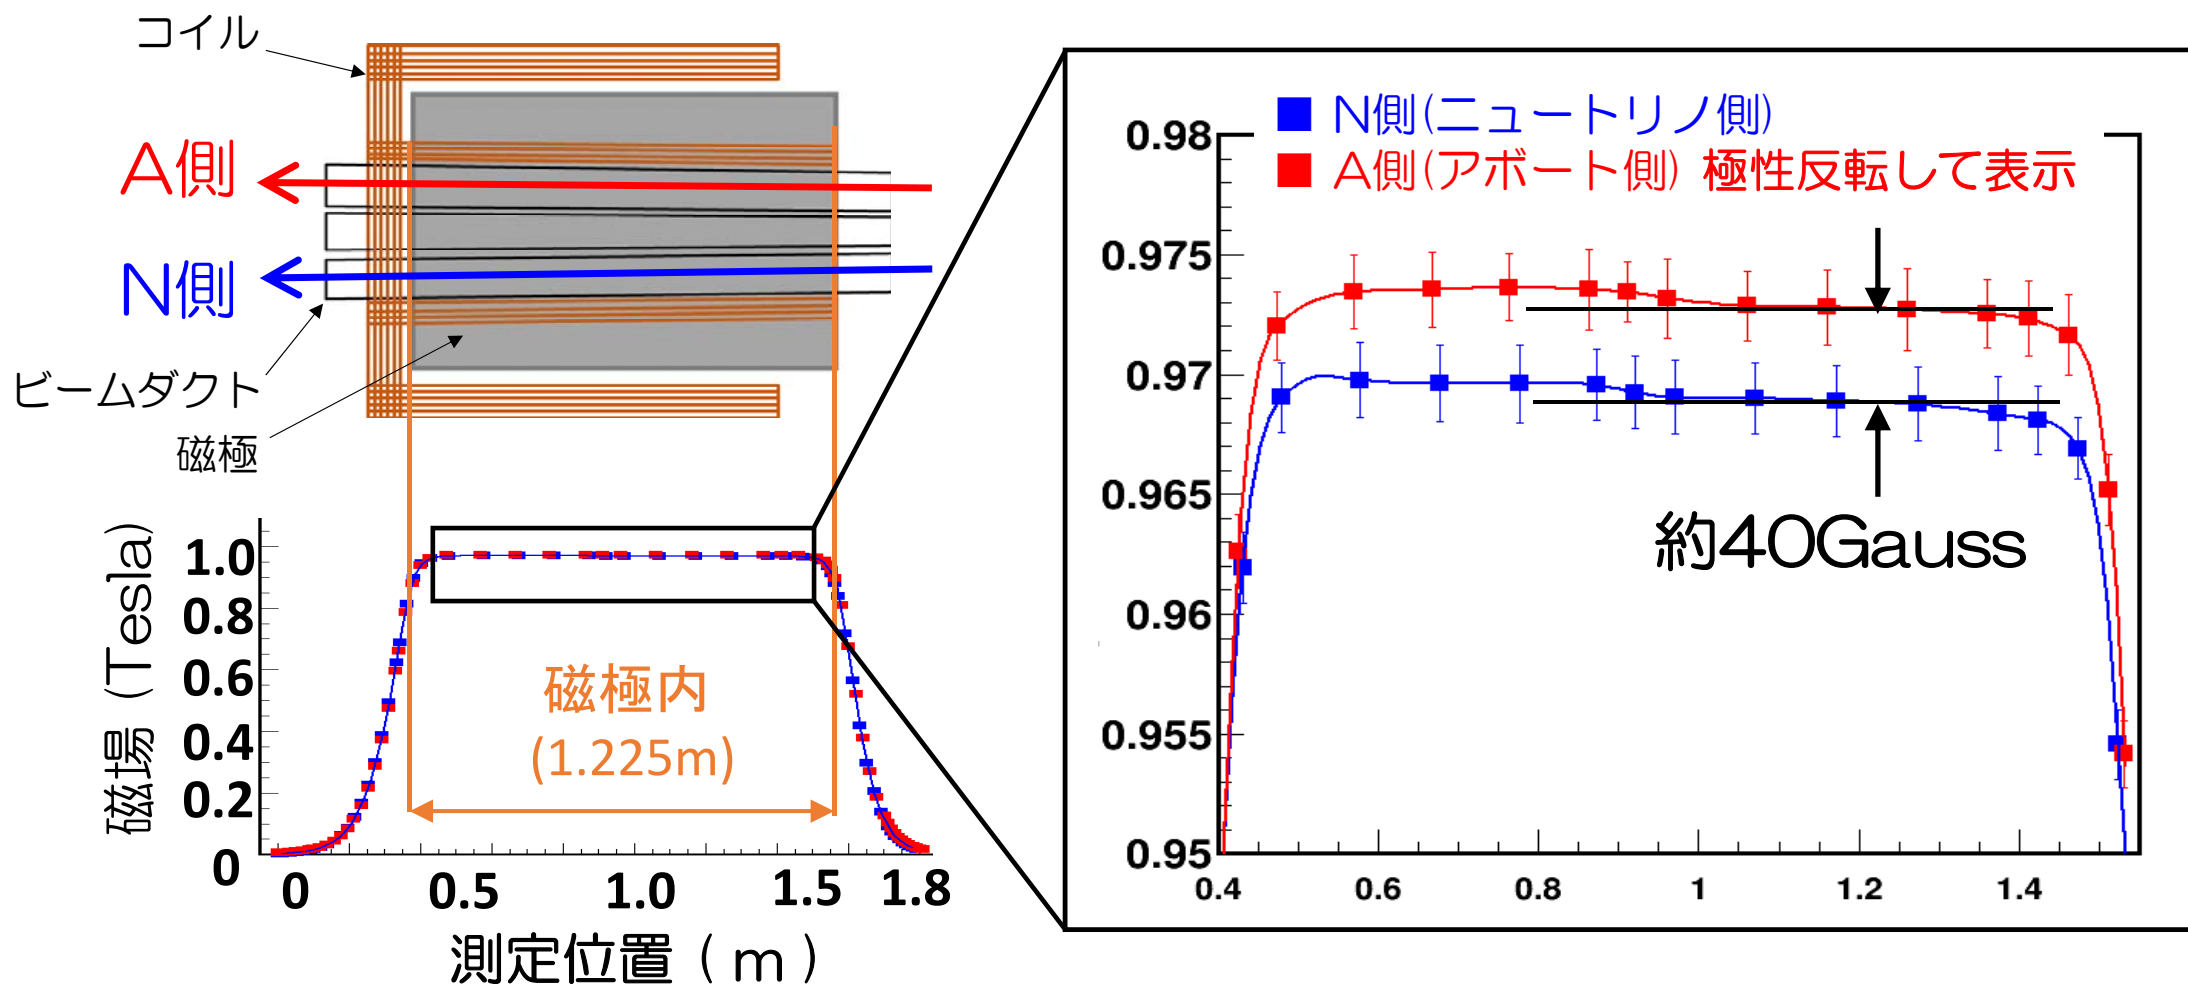 コイル
A側
N側
ビームダクト
磁極
磁場（Tesla）
1.0
0.8
0.6
0.4
0.2
0
0 0.5 1.0 1.5 1.8
測定位置（m）
磁極内
(1.225m)
N側(ニュートリノ側)
A側(アボート側) 極性反転して表示
0.98
0.975
0.97
0.965
0.96
0.955
0.95
0.4 0.6 0.8 1 1.2 1.4
約40Gauss